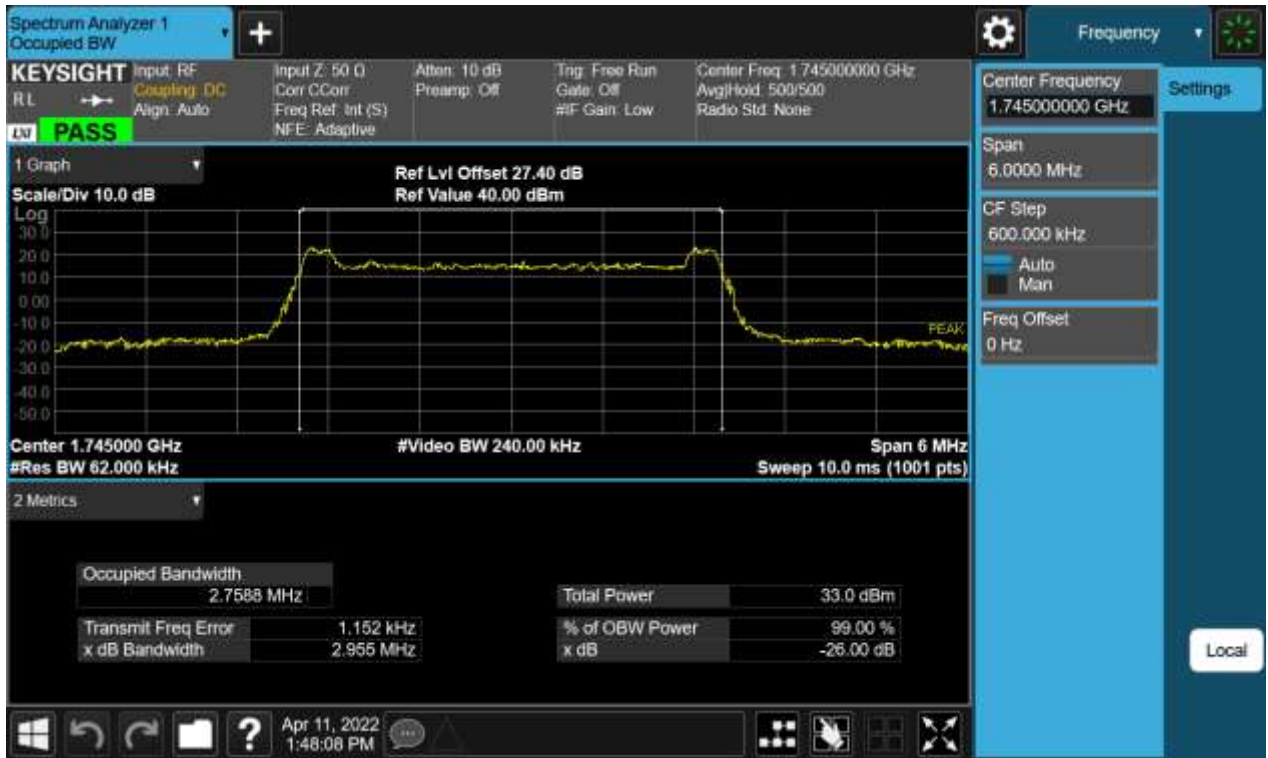 Spectrum Analyzer 1
Occupied BW
+
Frequency
KEYSIGHT
RL
LXI
PASS
Input: RF
Coupling: DC
Align: Auto
Input Z: 50 Ω
Corr CCorr
Freq Ref: Int (S)
NFE: Adaptive
Atten: 10 dB
Preamp: Off
Trig: Free Run
Gate: Off
#IF Gain: Low
Center Freq: 1.745000000 GHz
Avg|Hold: 500/500
Radio Std: None
Center Frequency
1.745000000 GHz
Settings
Span
6.0000 MHz
CF Step
600.000 kHz
Auto
Man
Freq Offset
0 Hz
1 Graph
Scale/Div 10.0 dB
Ref Lvl Offset 27.40 dB
Ref Value 40.00 dBm
Log
30.0
20.0
10.0
0.00
-10.0
-20.0
-30.0
-40.0
-50.0
PEAK
Center 1.745000 GHz
#Video BW 240.00 kHz
Span 6 MHz
#Res BW 62.000 kHz
Sweep 10.0 ms (1001 pts)
2 Metrics
Occupied Bandwidth
2.7588 MHz
Total Power 33.0 dBm
Transmit Freq Error 1.152 kHz
% of OBW Power 99.00 %
x dB Bandwidth 2.955 MHz
x dB -26.00 dB
Local
?
Apr 11, 2022
1:48:08 PM